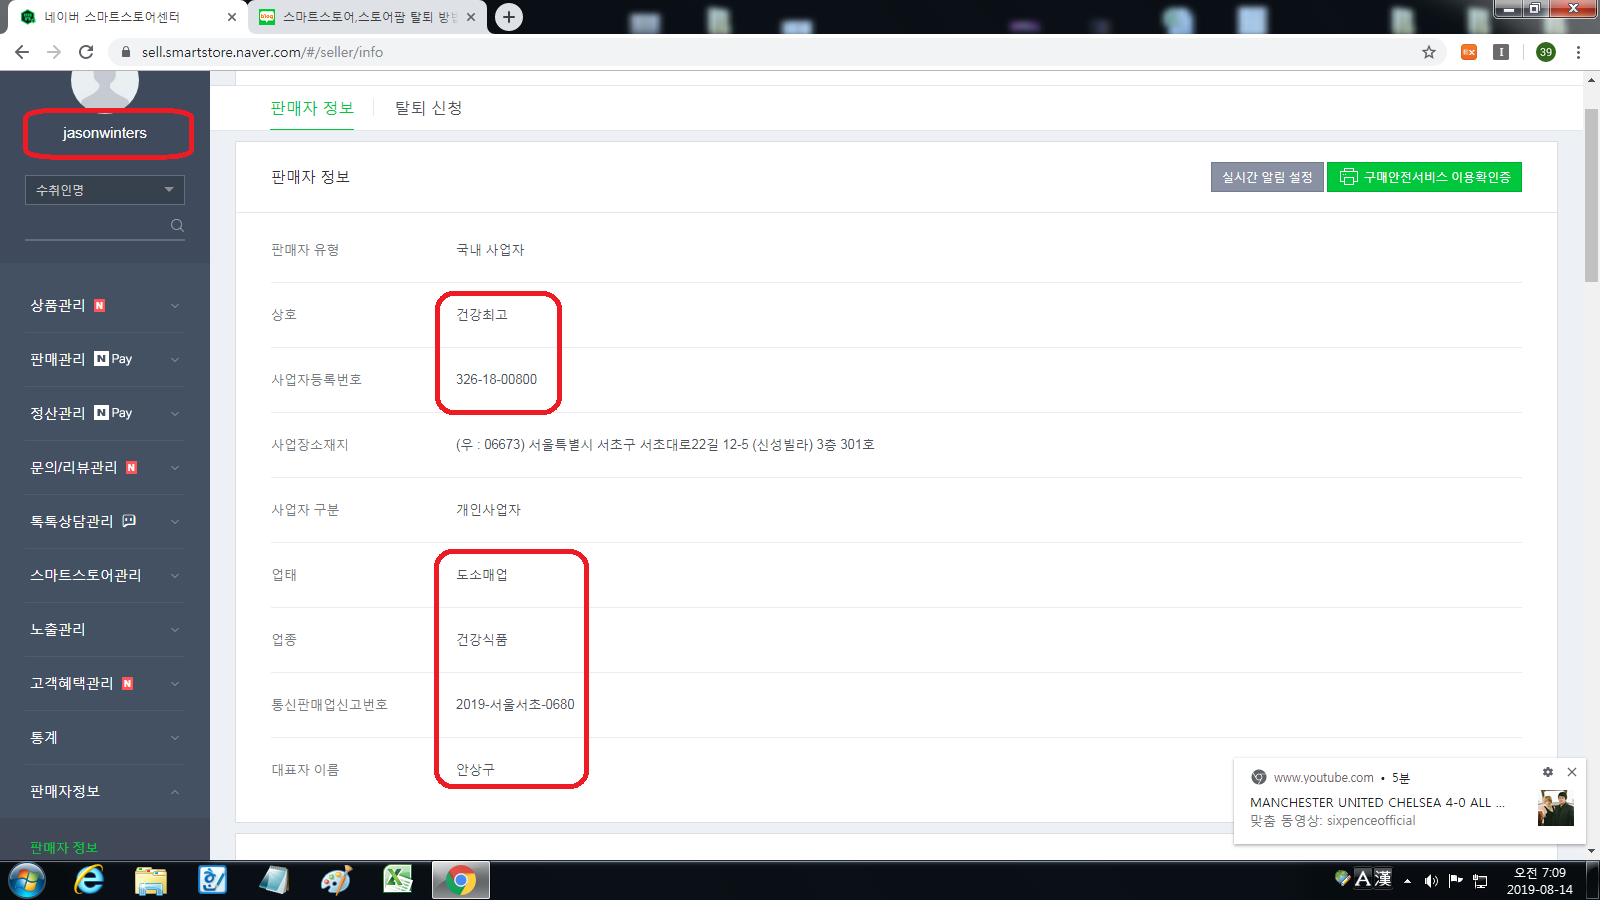 네이버 스마트스토어센터
스마트스토어,스토어팜 탈퇴 방법
sell.smartstore.naver.com/#/seller/info
39
jasonwinters
수취인명
상품관리 N
판매관리 N Pay
정산관리 N Pay
문의/리뷰관리 N
톡톡상담관리
스마트스토어관리
노출관리
고객혜택관리 N
통계
판매자정보
판매자 정보
판매자 정보
탈퇴 신청
판매자 정보
실시간 알림 설정
구매안전서비스 이용확인증
판매자 유형 국내 사업자
상호 건강최고
사업자등록번호 326-18-00800
사업장소재지 (우 : 06673) 서울특별시 서초구 서초대로22길 12-5 (신성빌라) 3층 301호
사업자 구분 개인사업자
업태 도소매업
업종 건강식품
통신판매업신고번호 2019-서울서초-0680
대표자 이름 안상구
www.youtube.com • 5분
MANCHESTER UNITED CHELSEA 4-0 ALL ...
맞춤 동영상: sixpenceofficial
A 漢
오전 7:09
2019-08-14